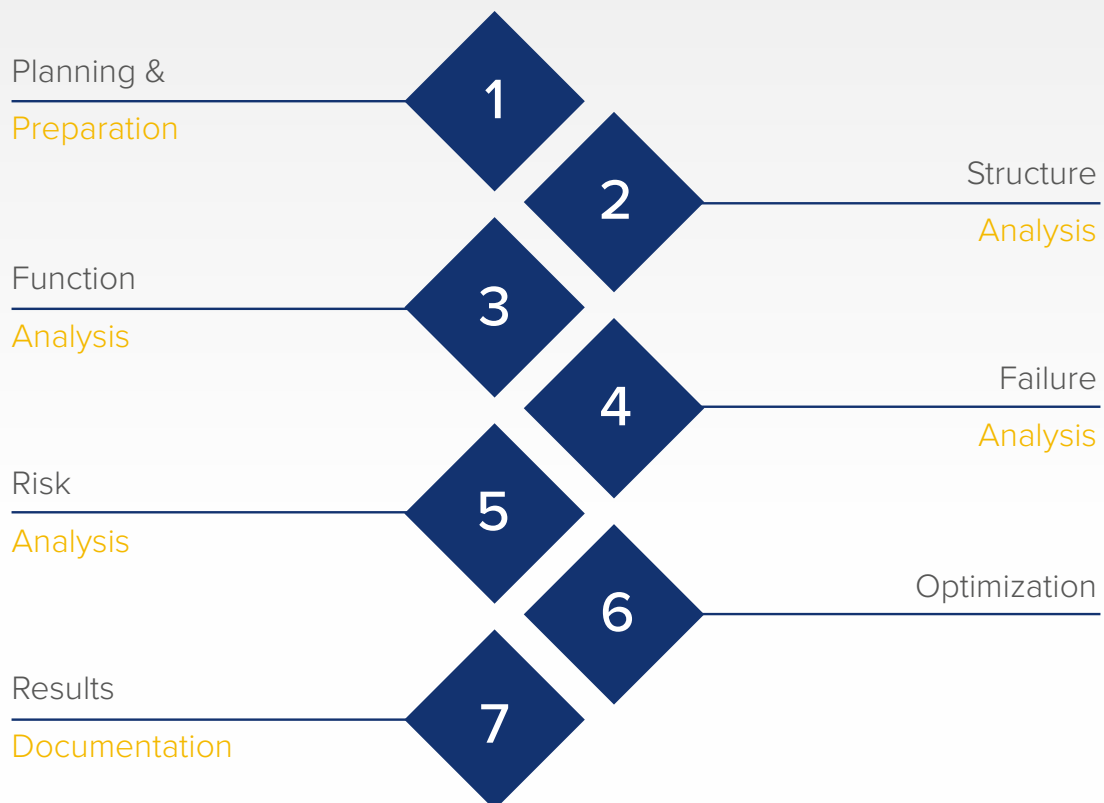 Planning &
Preparation
1
2
Structure
Analysis
Function
Analysis
3
4
Failure
Analysis
Risk
Analysis
5
6
Optimization
Results
Documentation
7